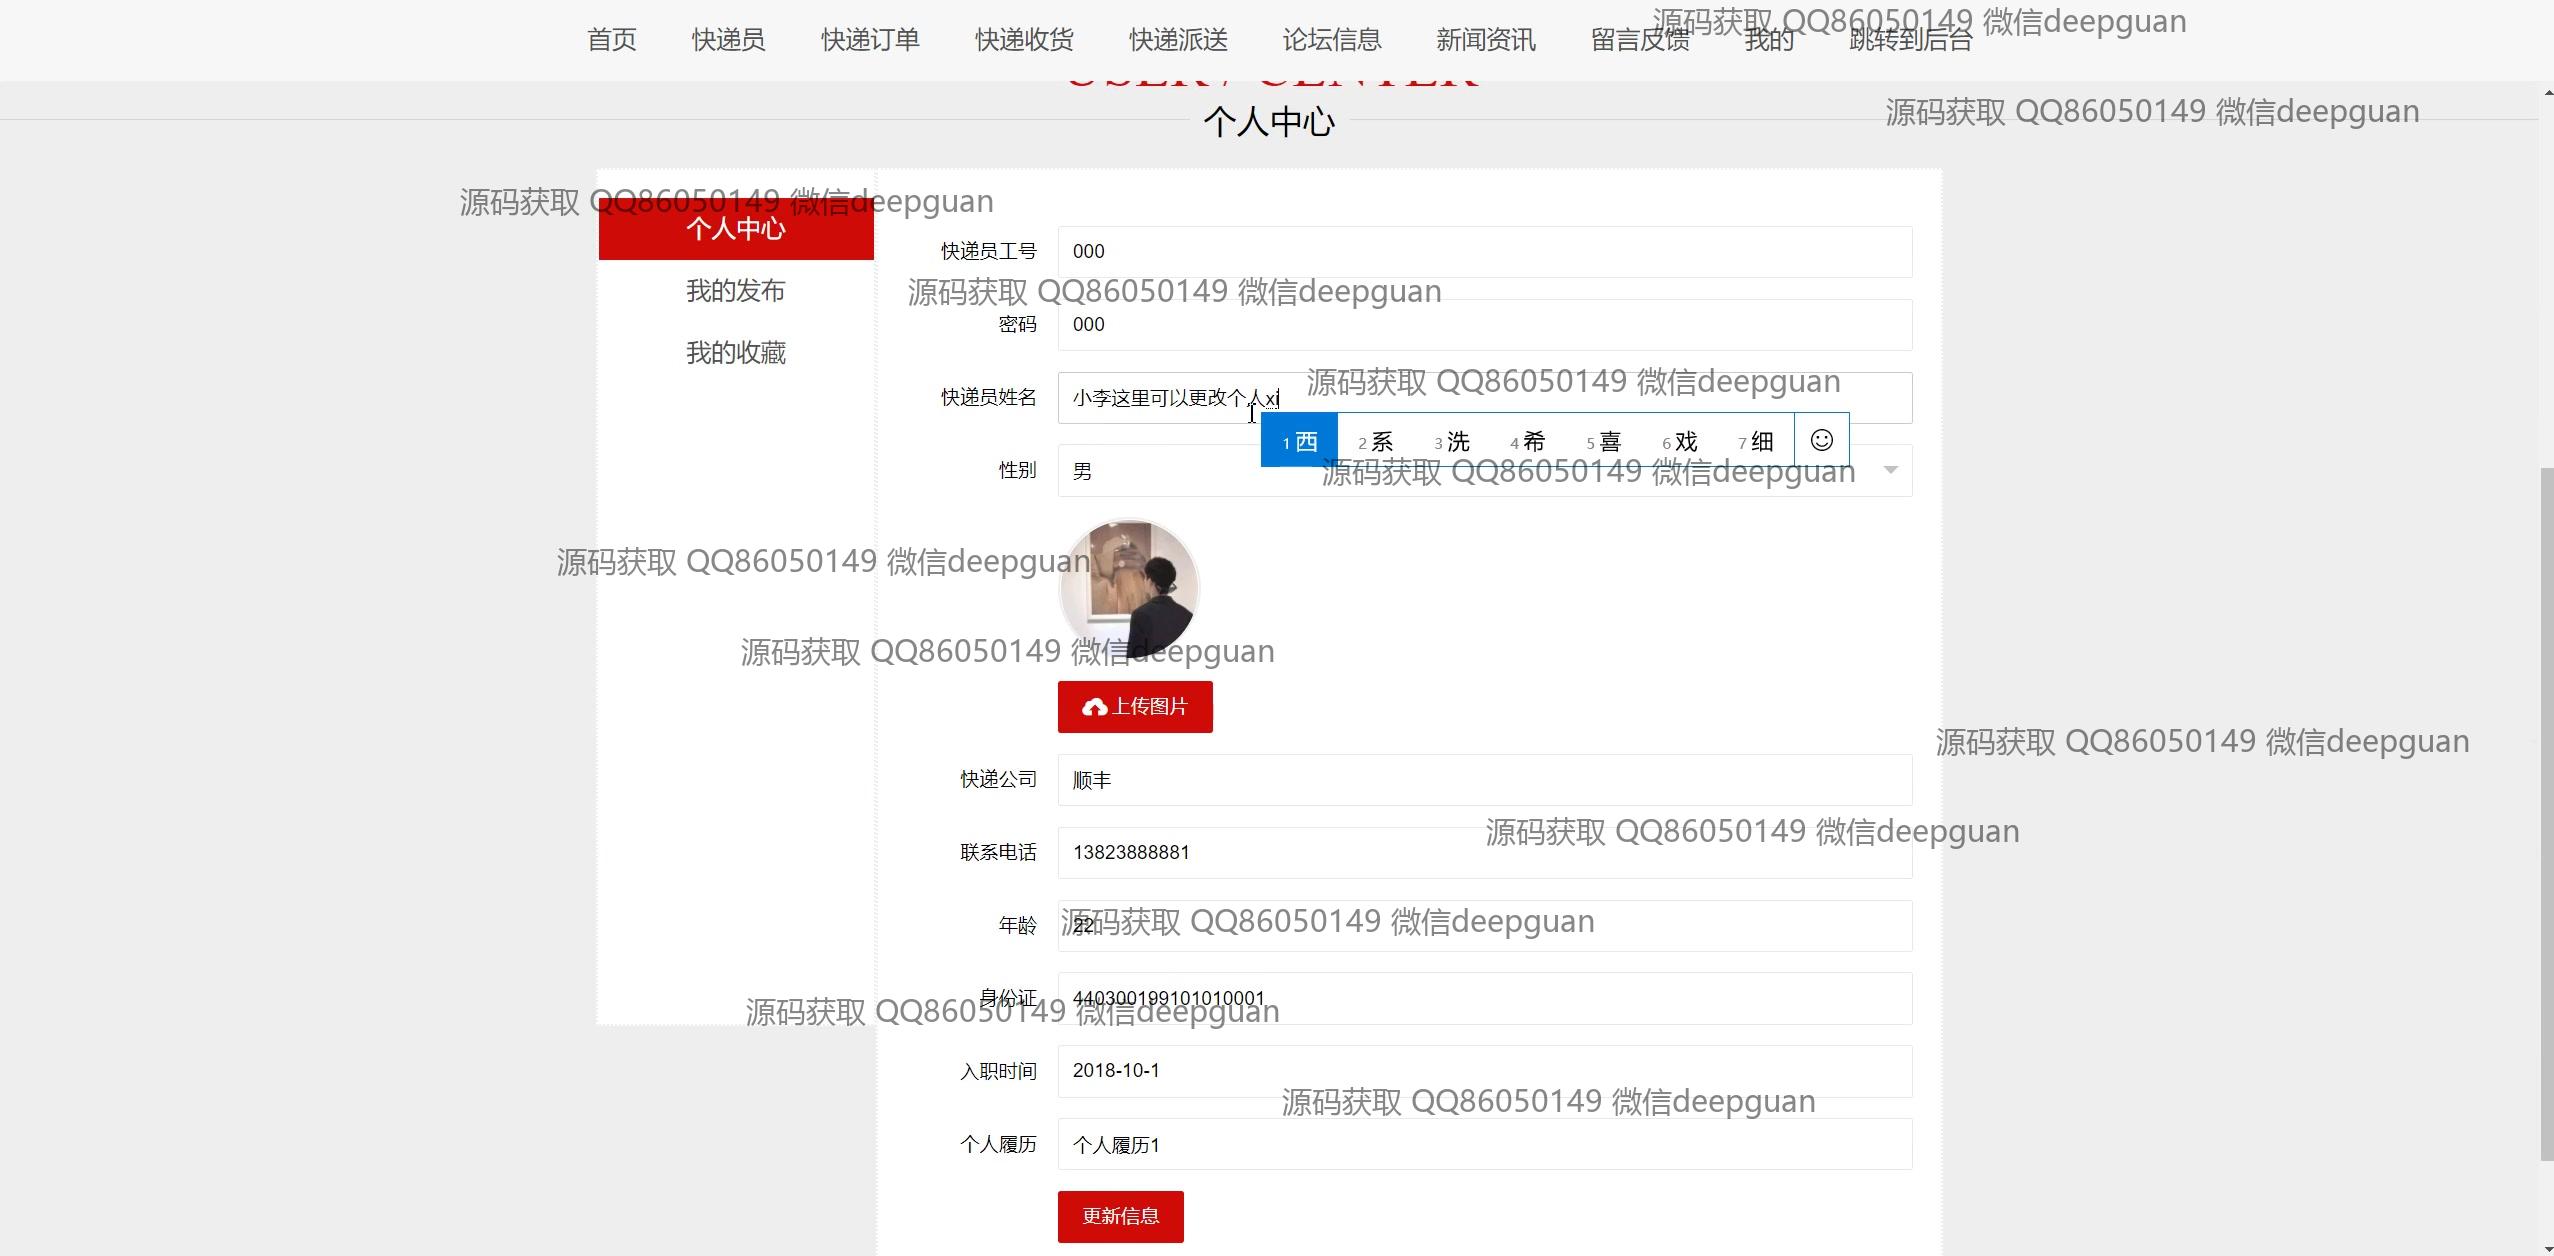 首页 快递员 快递订单 快递收货 快递派送 论坛信息 新闻资讯 留言反馈 我的 跳转到后台
源码获取 QQ86050149 微信deepguan
USER / CENTER
个人中心
源码获取 QQ86050149 微信deepguan
源码获取 QQ86050149 微信deepguan
个人中心
我的发布
我的收藏
快递员工号 000
源码获取 QQ86050149 微信deepguan
密码 000
源码获取 QQ86050149 微信deepguan
快递员姓名 小李这里可以更改个人xi
1 西 2 系 3 洗 4 希 5 喜 6 戏 7 细
性别 男
源码获取 QQ86050149 微信deepguan
源码获取 QQ86050149 微信deepguan
源码获取 QQ86050149 微信deepguan
上传图片
源码获取 QQ86050149 微信deepguan
快递公司 顺丰
源码获取 QQ86050149 微信deepguan
联系电话 13823888881
年龄 22
源码获取 QQ86050149 微信deepguan
身份证 440300199101010001
源码获取 QQ86050149 微信deepguan
入职时间 2018-10-1
源码获取 QQ86050149 微信deepguan
个人履历 个人履历1
更新信息